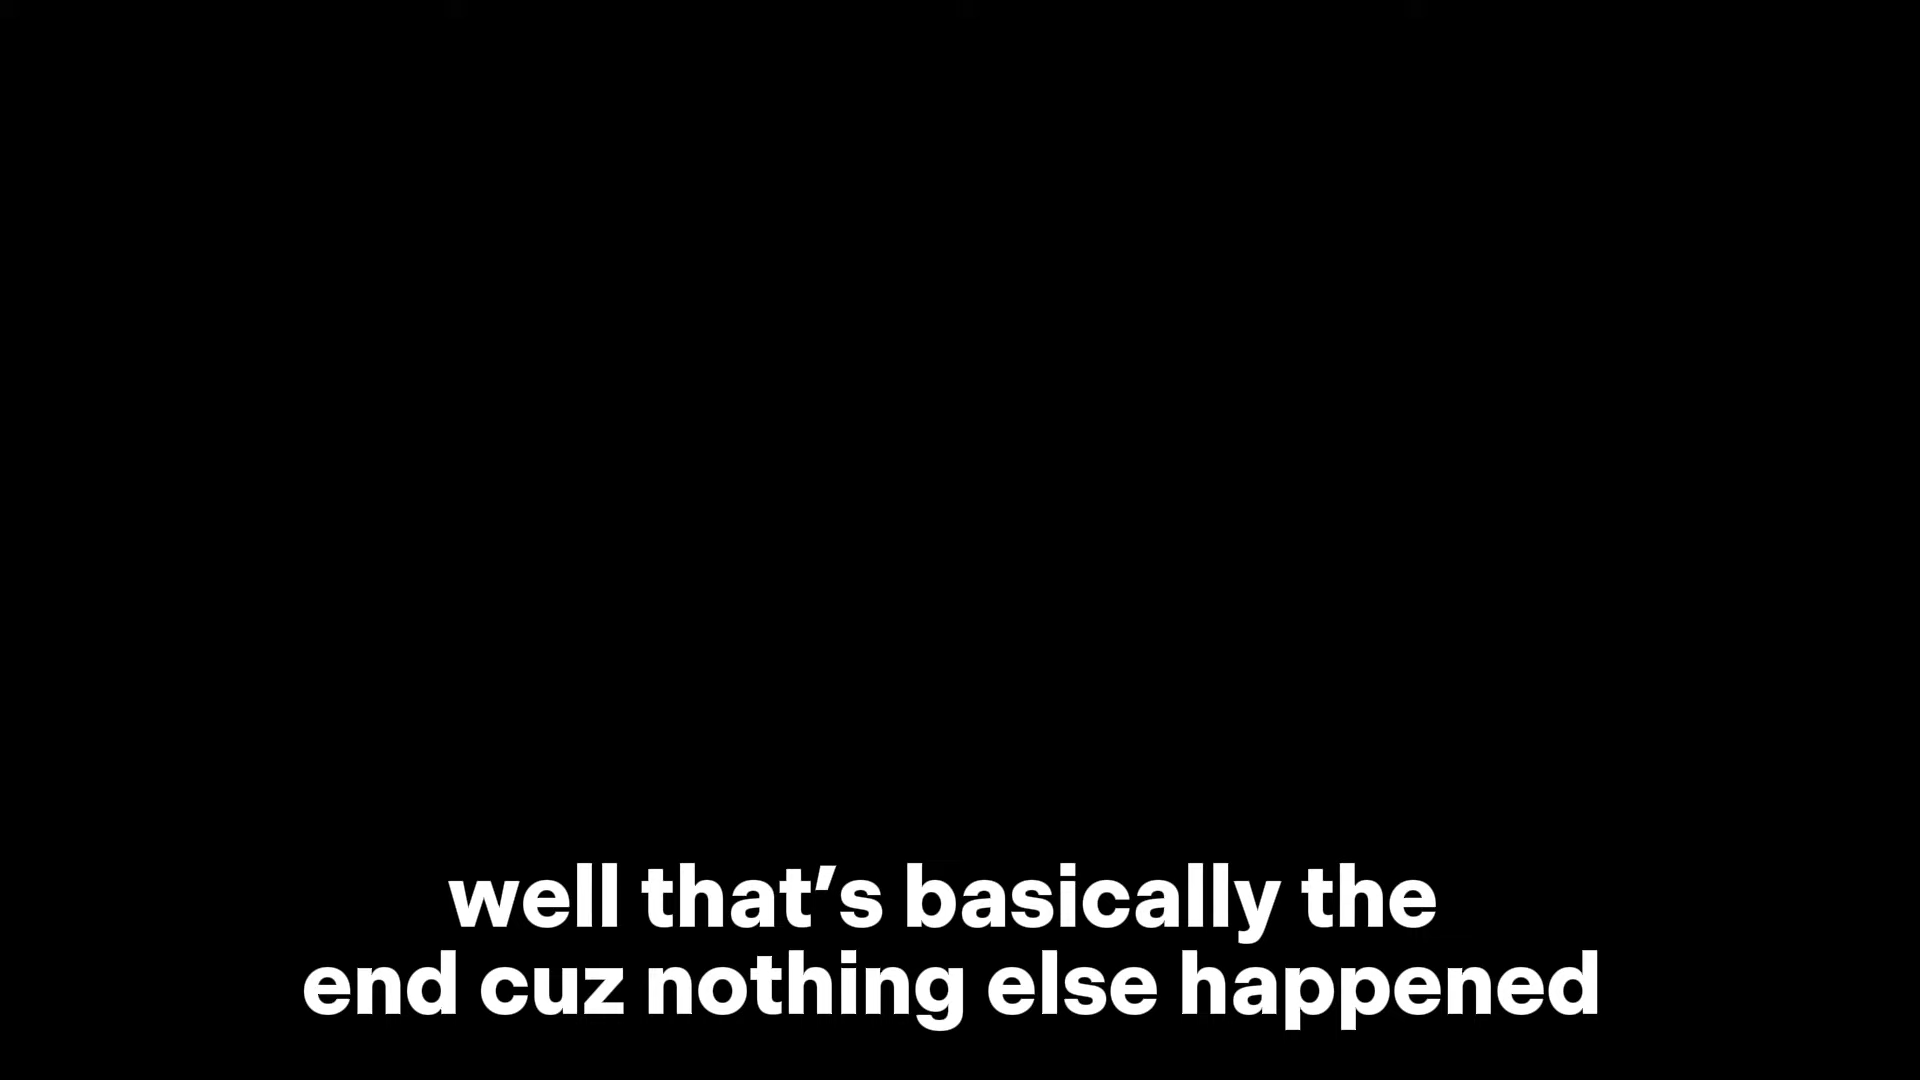 well that’s basically the
end cuz nothing else happened